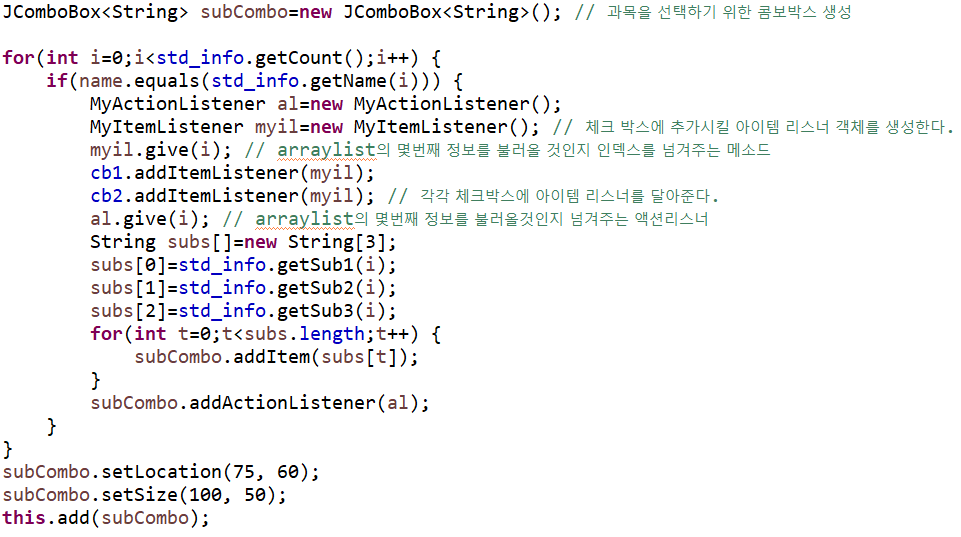 JComboBox<String> subCombo=new JComboBox<String>(); // 과목을 선택하기 위한 콤보박스 생성

for(int i=0;i<std_info.getCount();i++) {
    if(name.equals(std_info.getName(i))) {
        MyActionListener al=new MyActionListener();
        MyItemListener myil=new MyItemListener(); // 체크 박스에 추가시킬 아이템 리스너 객체를 생성한다.
        myil.give(i); // arraylist의 몇번째 정보를 불러올 것인지 인덱스를 넘겨주는 메소드
        cb1.addItemListener(myil);
        cb2.addItemListener(myil); // 각각 체크박스에 아이템 리스너를 달아준다.
        al.give(i); // arraylist의 몇번째 정보를 불러올것인지 넘겨주는 액션리스너
        String subs[]=new String[3];
        subs[0]=std_info.getSub1(i);
        subs[1]=std_info.getSub2(i);
        subs[2]=std_info.getSub3(i);
        for(int t=0;t<subs.length;t++) {
            subCombo.addItem(subs[t]);
        }
        subCombo.addActionListener(al);
    }
}
subCombo.setLocation(75, 60);
subCombo.setSize(100, 50);
this.add(subCombo);